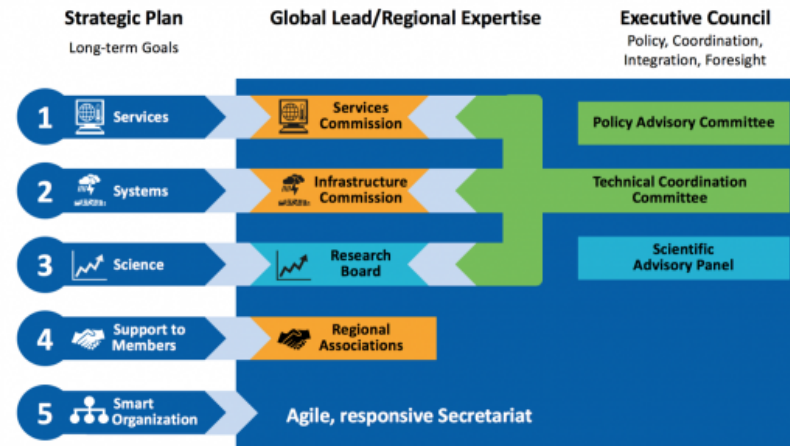 Strategic Plan
Long-term Goals
Global Lead/Regional Expertise
Executive Council
Policy, Coordination,
Integration, Foresight
1
Services
Services
Commission
Policy Advisory Committee
2
Systems
Infrastructure
Commission
Technical Coordination
Committee
3
Science
Research
Board
Scientific
Advisory Panel
4
Support to
Members
Regional
Associations
5
Smart
Organization
Agile, responsive Secretariat